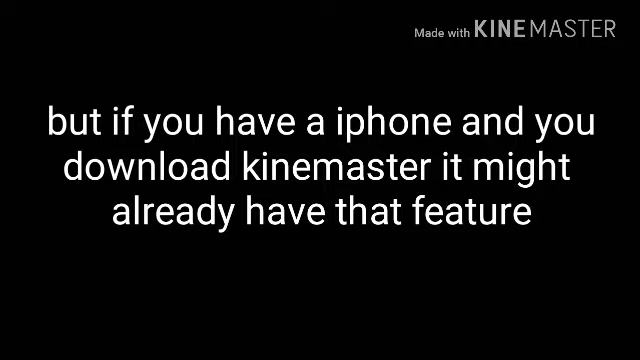 Made with KINEMASTER
but if you have a iphone and you
download kinemaster it might
already have that feature